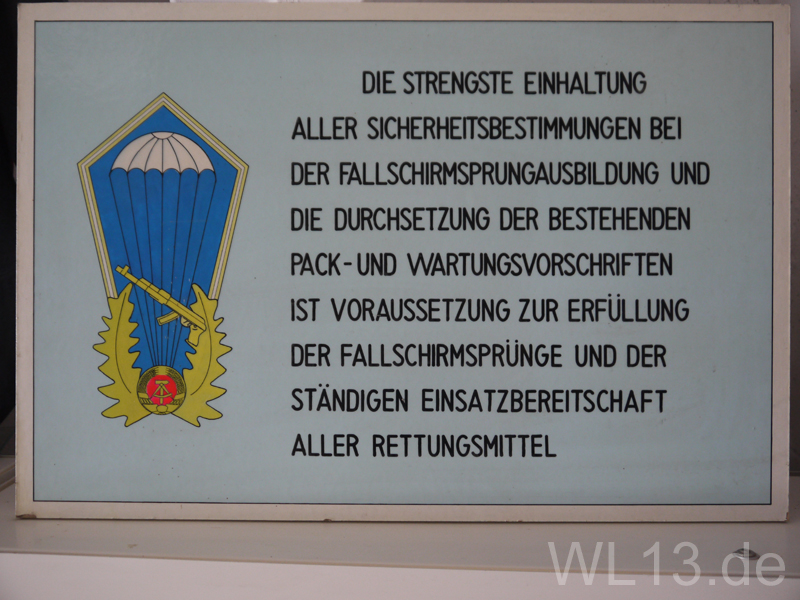 DIE STRENGSTE EINHALTUNG
ALLER SICHERHEITSBESTIMMUNGEN BEI
DER FALLSCHIRMSPRUNGAUSBILDUNG UND
DIE DURCHSETZUNG DER BESTEHENDEN
PACK-UND WARTUNGSVORSCHRIFTEN
IST VORAUSSETZUNG ZUR ERFÜLLUNG
DER FALLSCHIRMSPRÜNGE UND DER
STÄNDIGEN EINSATZBEREITSCHAFT
ALLER RETTUNGSMITTEL
WL13.de